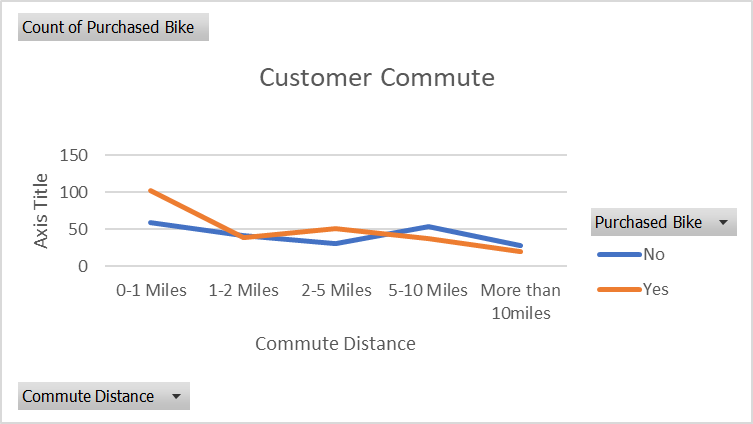 Count of Purchased Bike
Customer Commute
150
100
50
0
Axis Title
0-1 Miles
1-2 Miles
2-5 Miles
5-10 Miles
More than
10miles
Commute Distance
Purchased Bike
No
Yes
Commute Distance